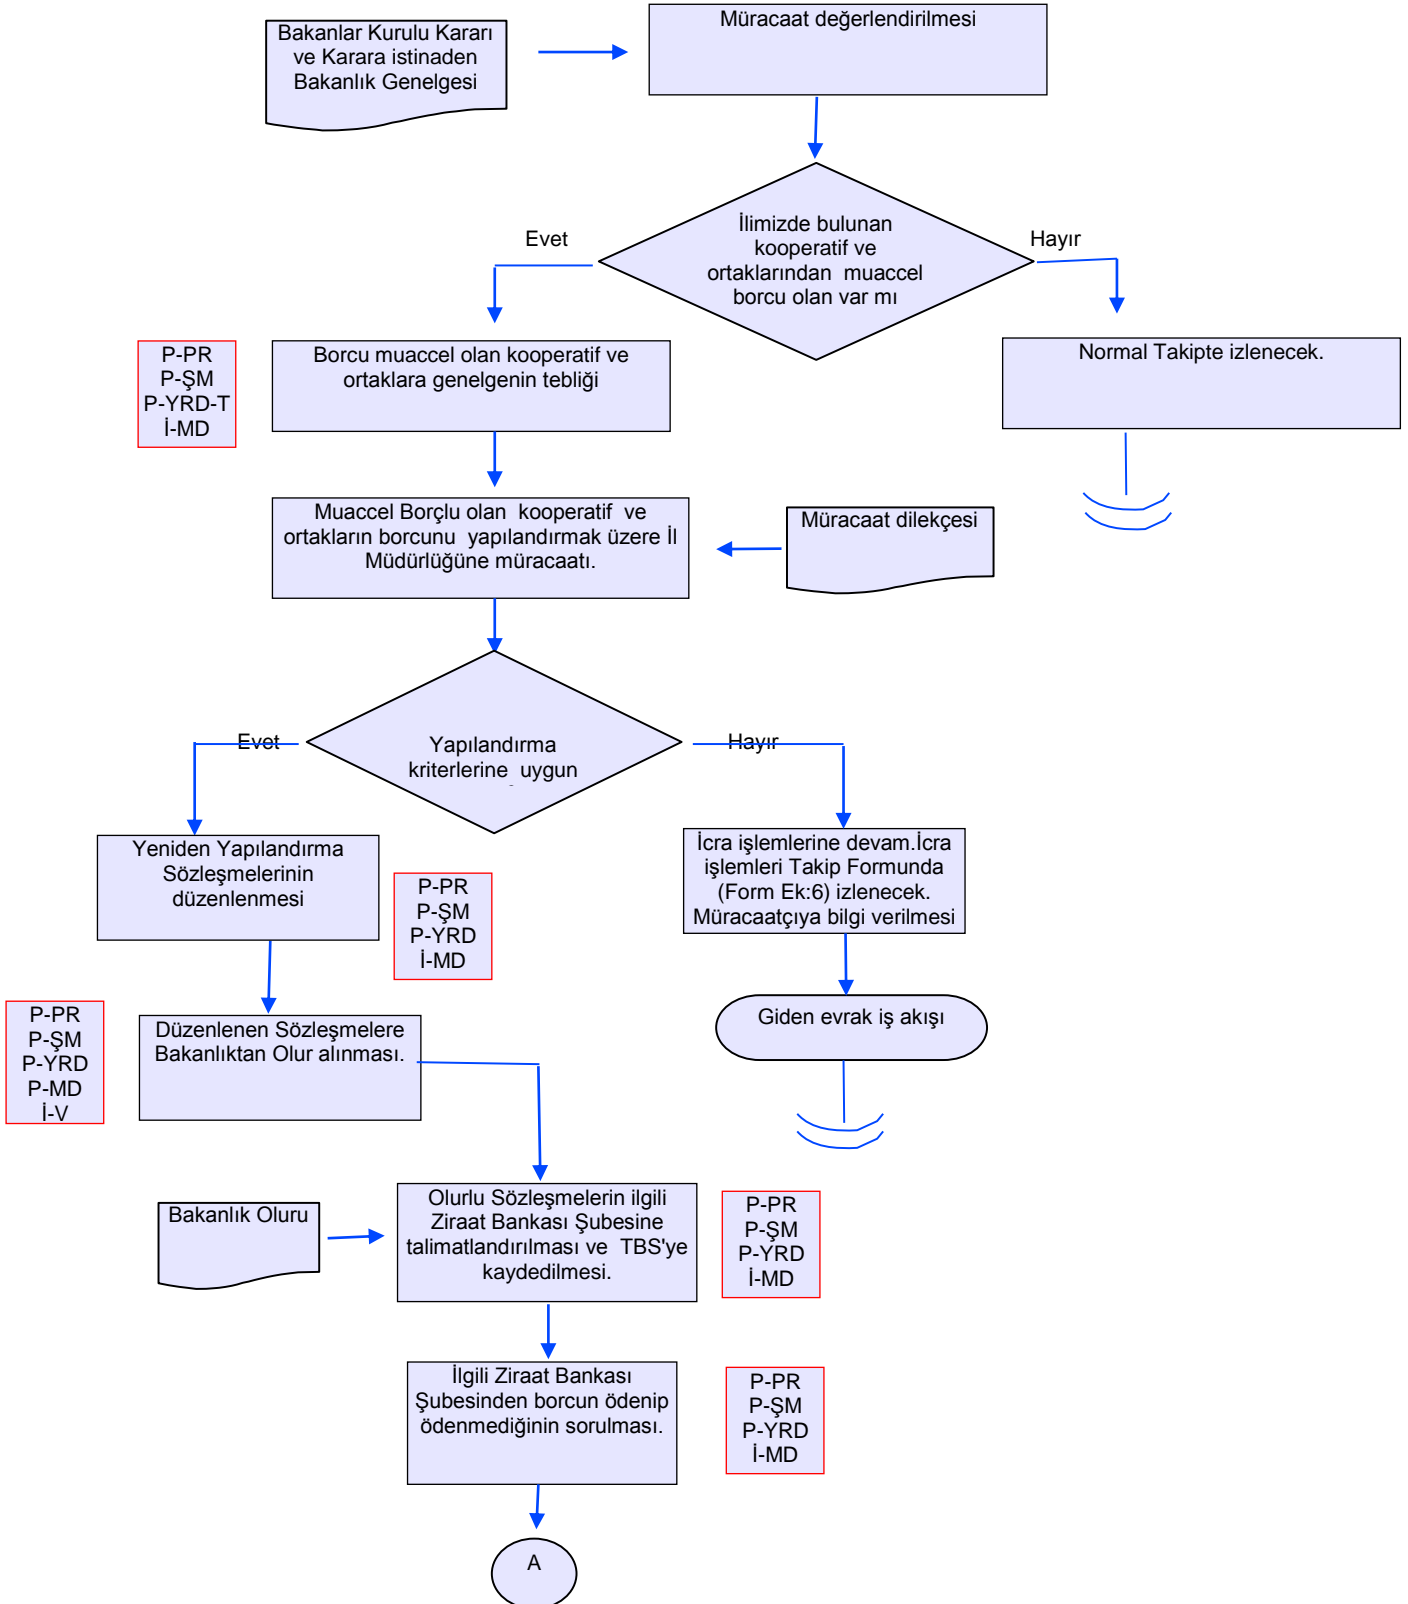 Bakanlar Kurulu Kararı
ve Karara istinaden
Bakanlık Genelgesi
Müracaat değerlendirilmesi
İlimizde bulunan
kooperatif ve
ortaklarından muaccel
borcu olan var mı
Evet
Hayır
P-PR
P-ŞM
P-YRD-T
İ-MD
Borcu muaccel olan kooperatif ve
ortaklara genelgenin tebliği
Normal Takipte izlenecek.
Muaccel Borçlu olan kooperatif ve
ortakların borcunu yapılandırmak üzere İl
Müdürlüğüne müracaatı.
Müracaat dilekçesi
Evet
Yapılandırma
kriterlerine uygun
Hayır
Yeniden Yapılandırma
Sözleşmelerinin
düzenlenmesi
P-PR
P-ŞM
P-YRD
İ-MD
İcra işlemlerine devam.İcra
işlemleri Takip Formunda
(Form Ek:6) izlenecek.
Müracaatçıya bilgi verilmesi
P-PR
P-ŞM
P-YRD
P-MD
İ-V
Düzenlenen Sözleşmelere
Bakanlıktan Olur alınması.
Giden evrak iş akışı
Bakanlık Oluru
Olurlu Sözleşmelerin ilgili
Ziraat Bankası Şubesine
talimatlandırılması ve TBS'ye
kaydedilmesi.
P-PR
P-ŞM
P-YRD
İ-MD
İlgili Ziraat Bankası
Şubesinden borcun ödenip
ödenmediğinin sorulması.
P-PR
P-ŞM
P-YRD
İ-MD
A